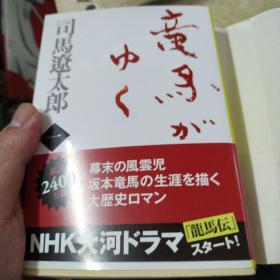 竜馬がゆく
司馬遼太郎
一
2400
幕末の風雲児
坂本竜馬の生涯を描く
大歴史ロマン
NHK大河ドラマ
「龍馬伝」
スタート!